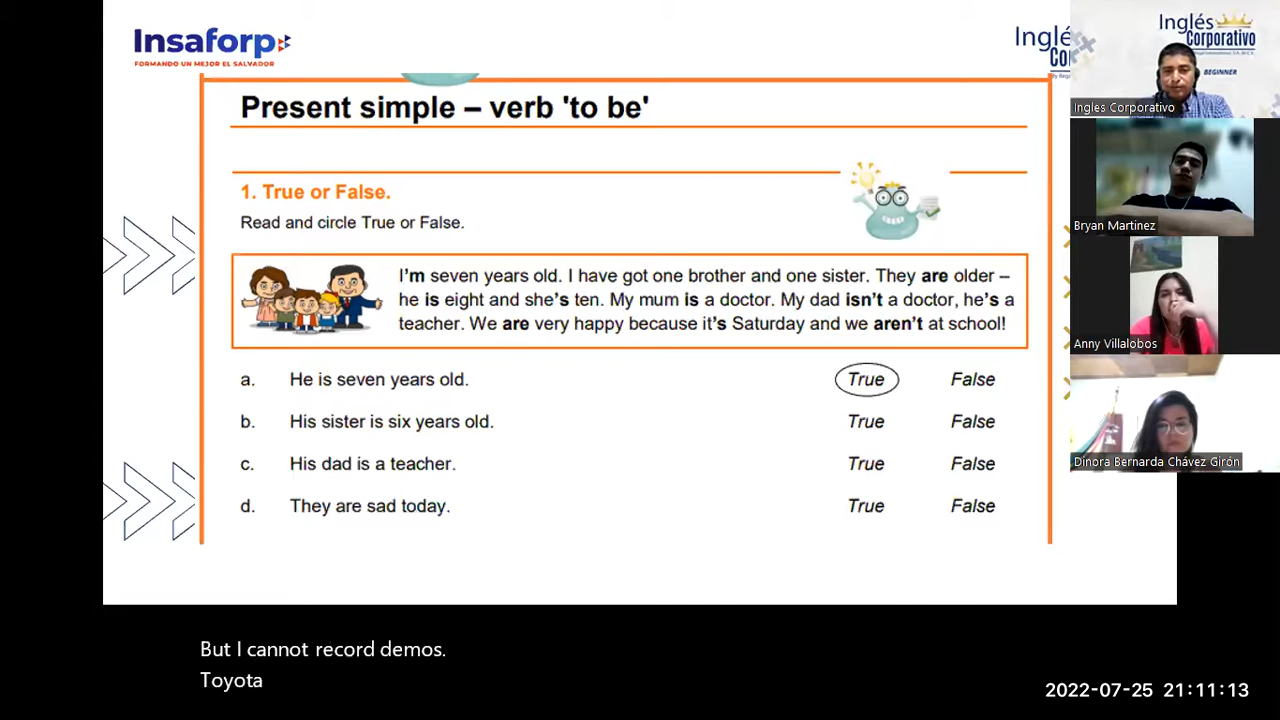 Insaforp
FORMANDO UN MEJOR EL SALVADOR
Inglés
Corporativo
BEGINNER
Ingles Corporativo
Present simple – verb 'to be'
1. True or False.
Read and circle True or False.
I'm seven years old. I have got one brother and one sister. They are older –
he is eight and she's ten. My mum is a doctor. My dad isn't a doctor, he's a
teacher. We are very happy because it's Saturday and we aren't at school!
a. He is seven years old. True False
b. His sister is six years old. True False
c. His dad is a teacher. True False
d. They are sad today. True False
Bryan Martinez
Anny Villalobos
Dinora Bernarda Chávez Girón
But I cannot record demos.
Toyota
2022-07-25 21:11:13